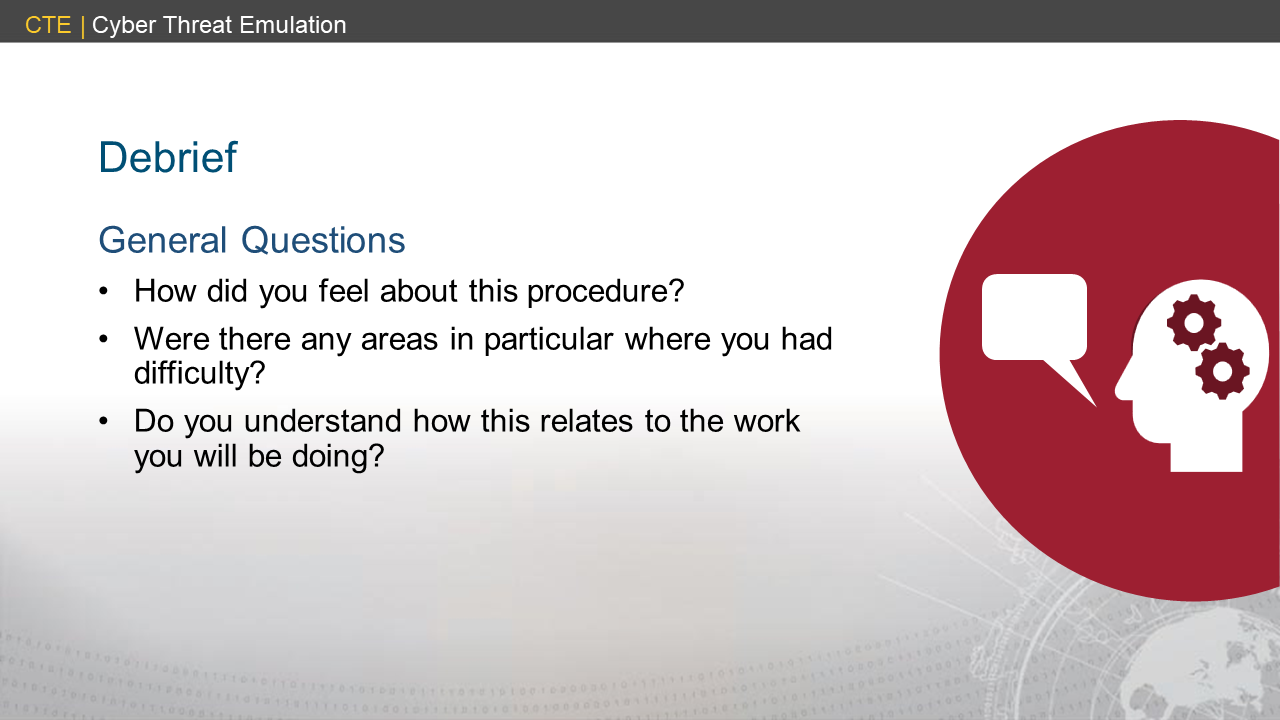 CTE | Cyber Threat Emulation
Debrief
General Questions
• How did you feel about this procedure?
• Were there any areas in particular where you had
difficulty?
• Do you understand how this relates to the work
you will be doing?